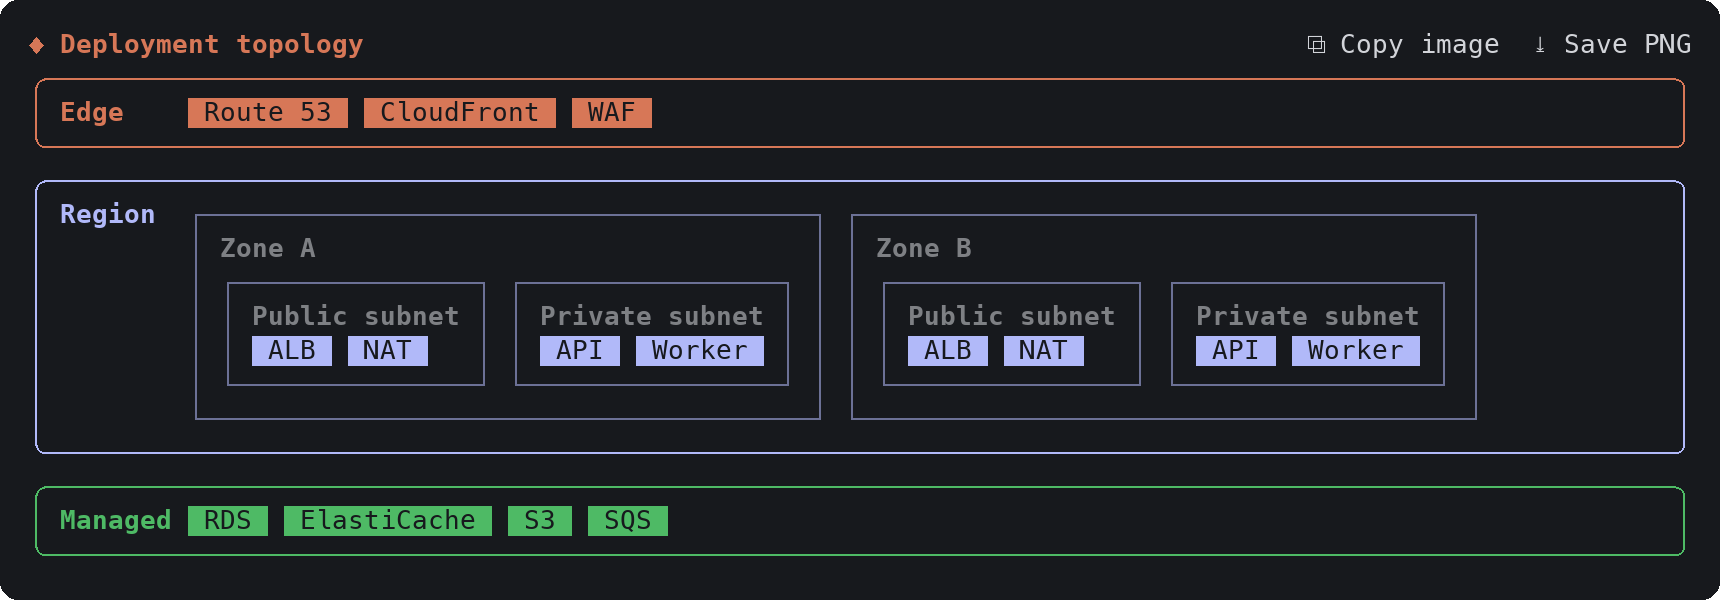 ♦ Deployment topology ⧉ Copy image ⤓ Save PNG
Edge Route 53 CloudFront WAF
Region
Zone A Zone B
Public subnet Private subnet Public subnet Private subnet
ALB NAT API Worker ALB NAT API Worker
Managed RDS ElastiCache S3 SQS